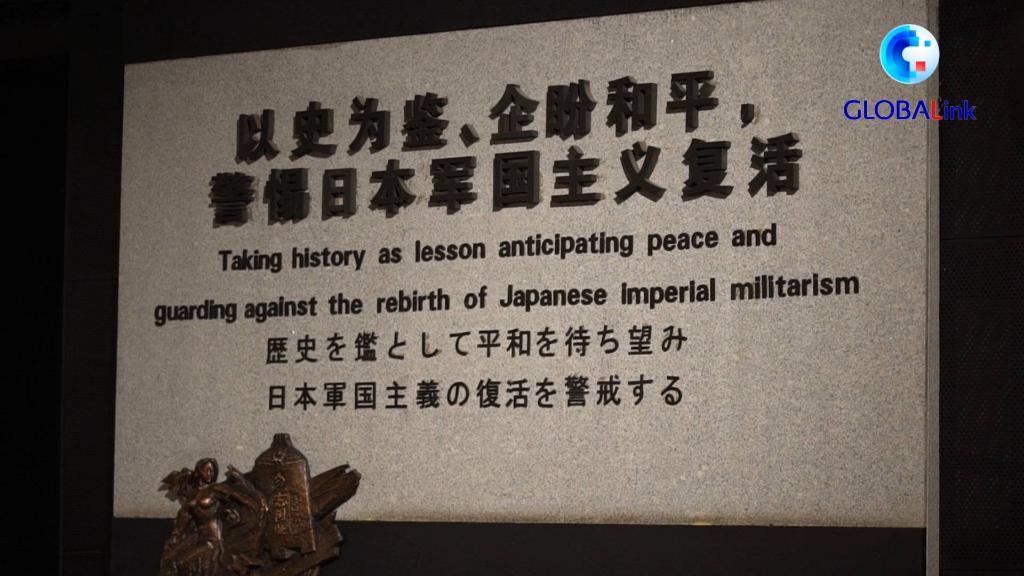 GLOBALink
以史为鉴、企盼和平，
警惕日本军国主义复活
Taking history as lesson anticipating peace and
guarding against the rebirth of Japanese imperial militarism
歴史を鑑として平和を待ち望み
日本軍国主義の復活を警戒する